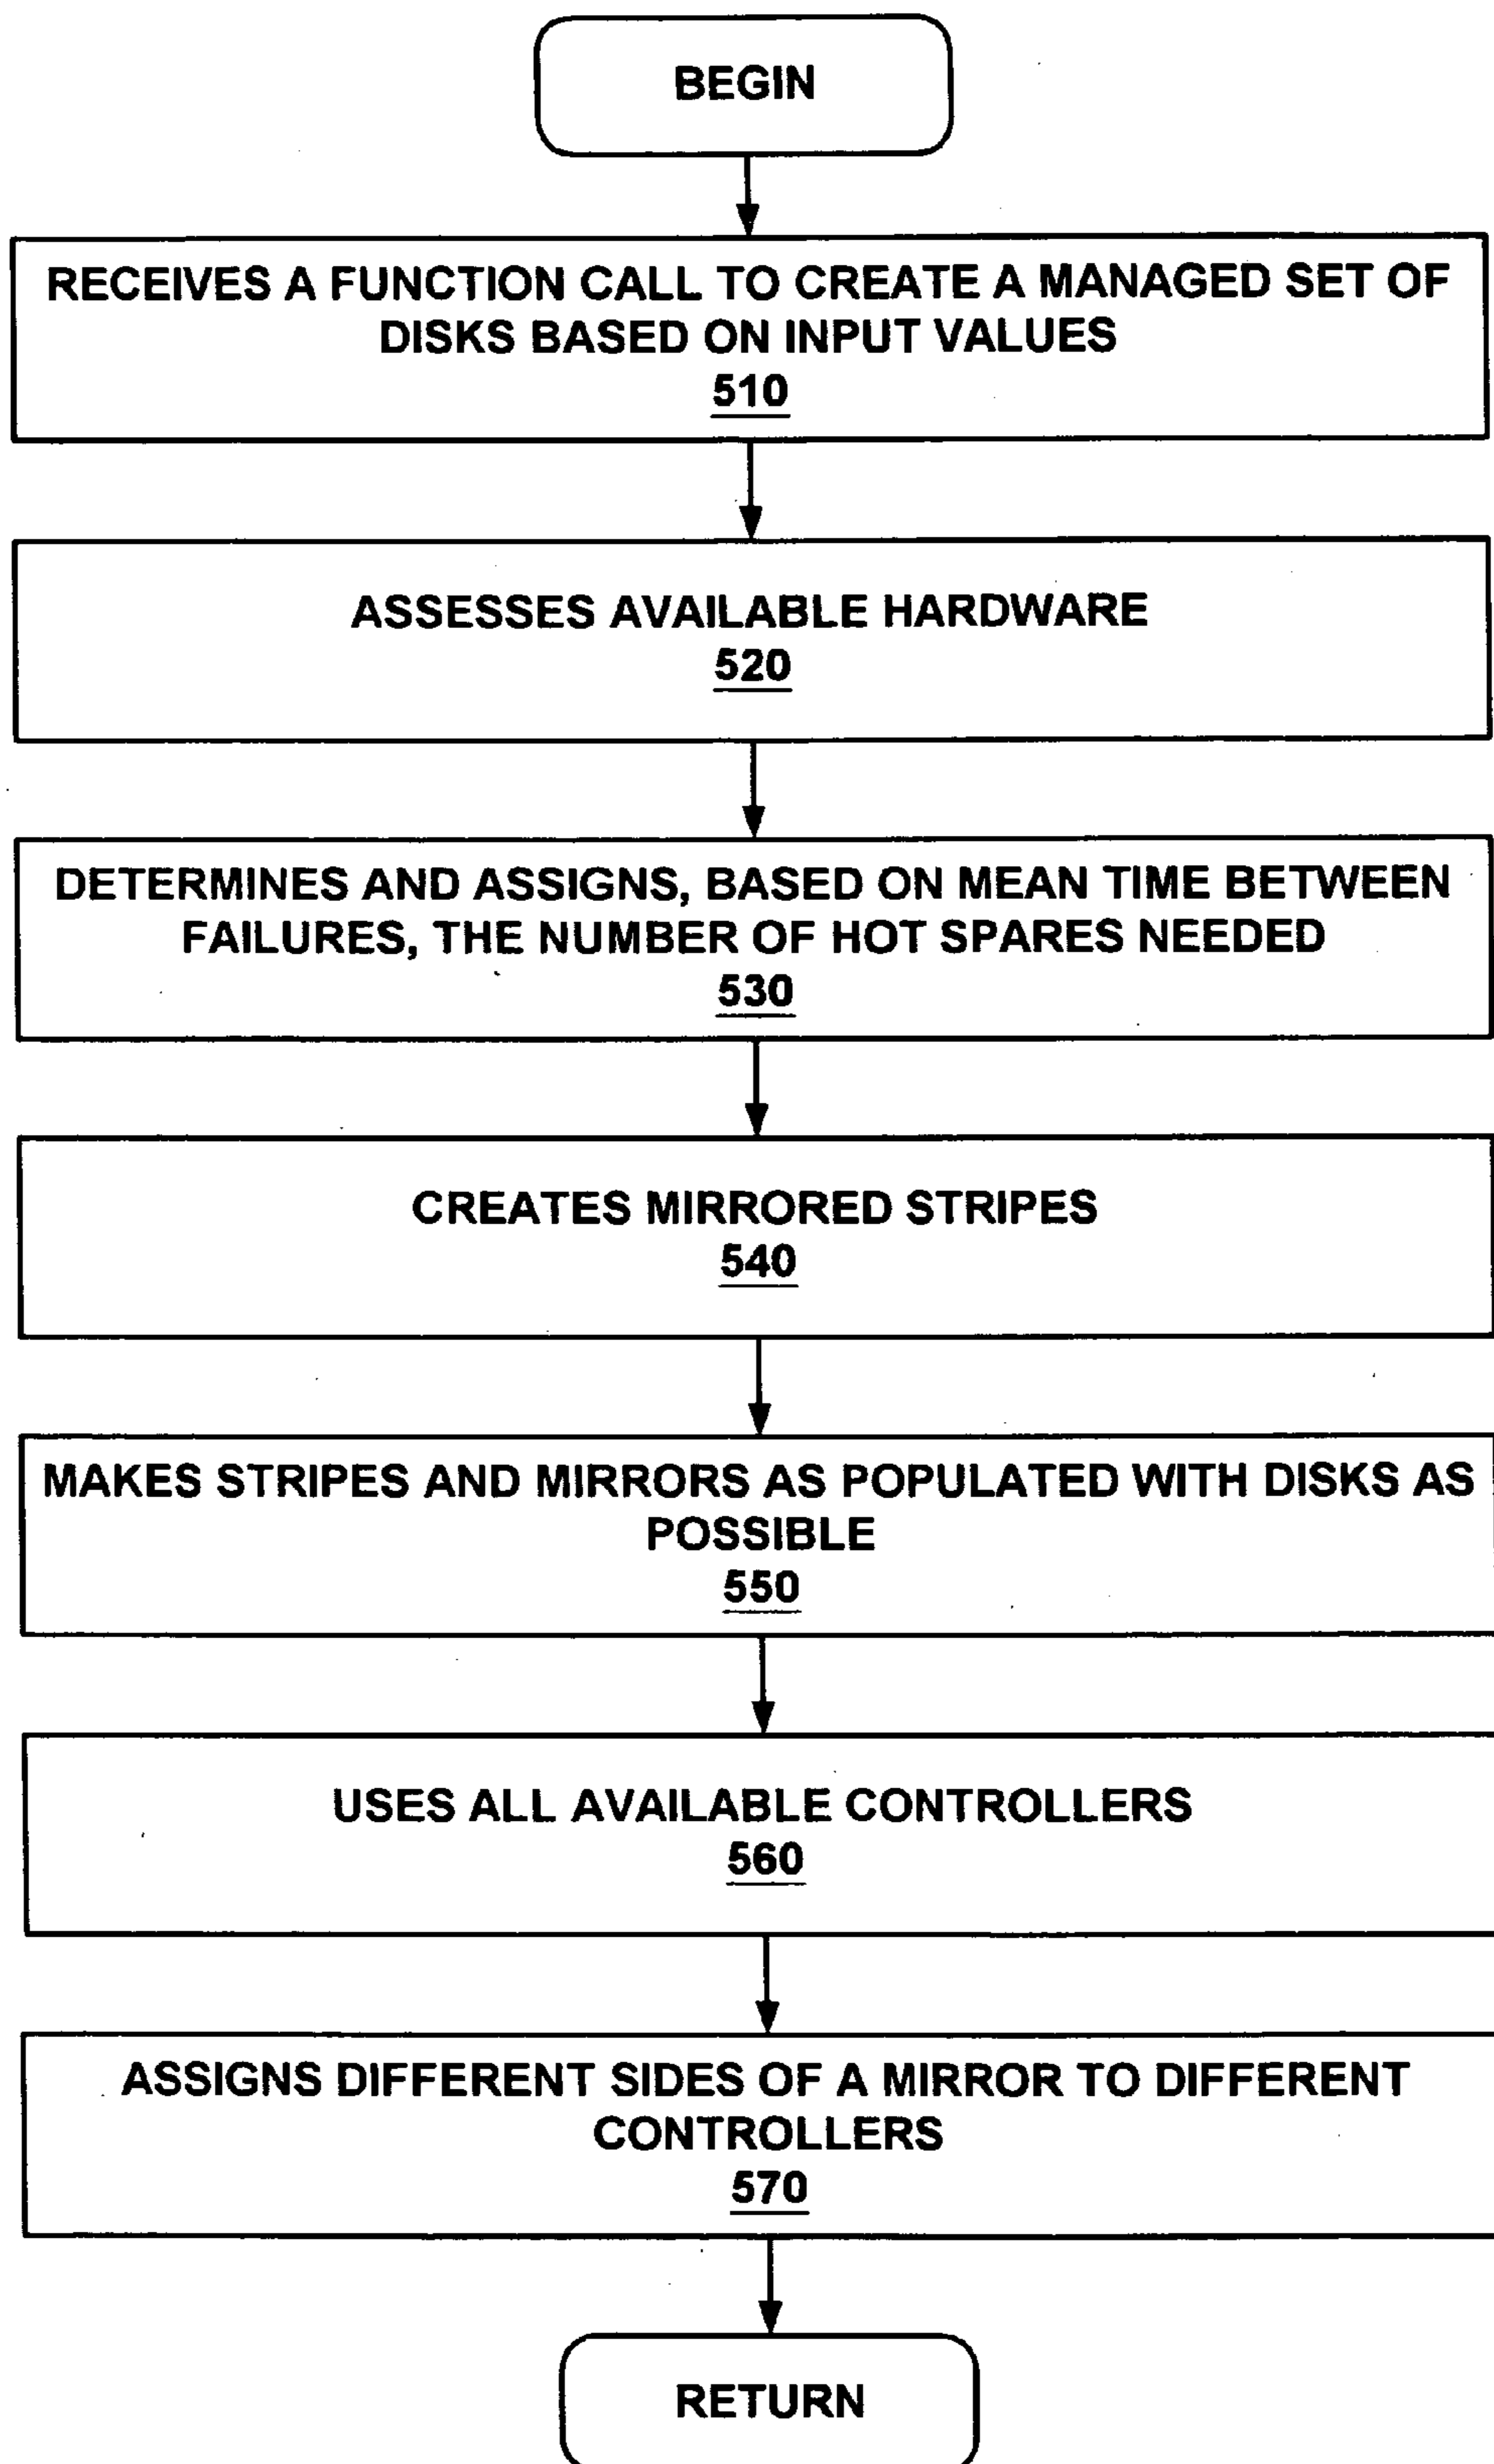 BEGIN
RECEIVES A FUNCTION CALL TO CREATE A MANAGED SET OF
DISKS BASED ON INPUT VALUES
510
ASSESSES AVAILABLE HARDWARE
520
DETERMINES AND ASSIGNS, BASED ON MEAN TIME BETWEEN
FAILURES, THE NUMBER OF HOT SPARES NEEDED
530
CREATES MIRRORED STRIPES
540
MAKES STRIPES AND MIRRORS AS POPULATED WITH DISKS AS
POSSIBLE
550
USES ALL AVAILABLE CONTROLLERS
560
ASSIGNS DIFFERENT SIDES OF A MIRROR TO DIFFERENT
CONTROLLERS
570
RETURN